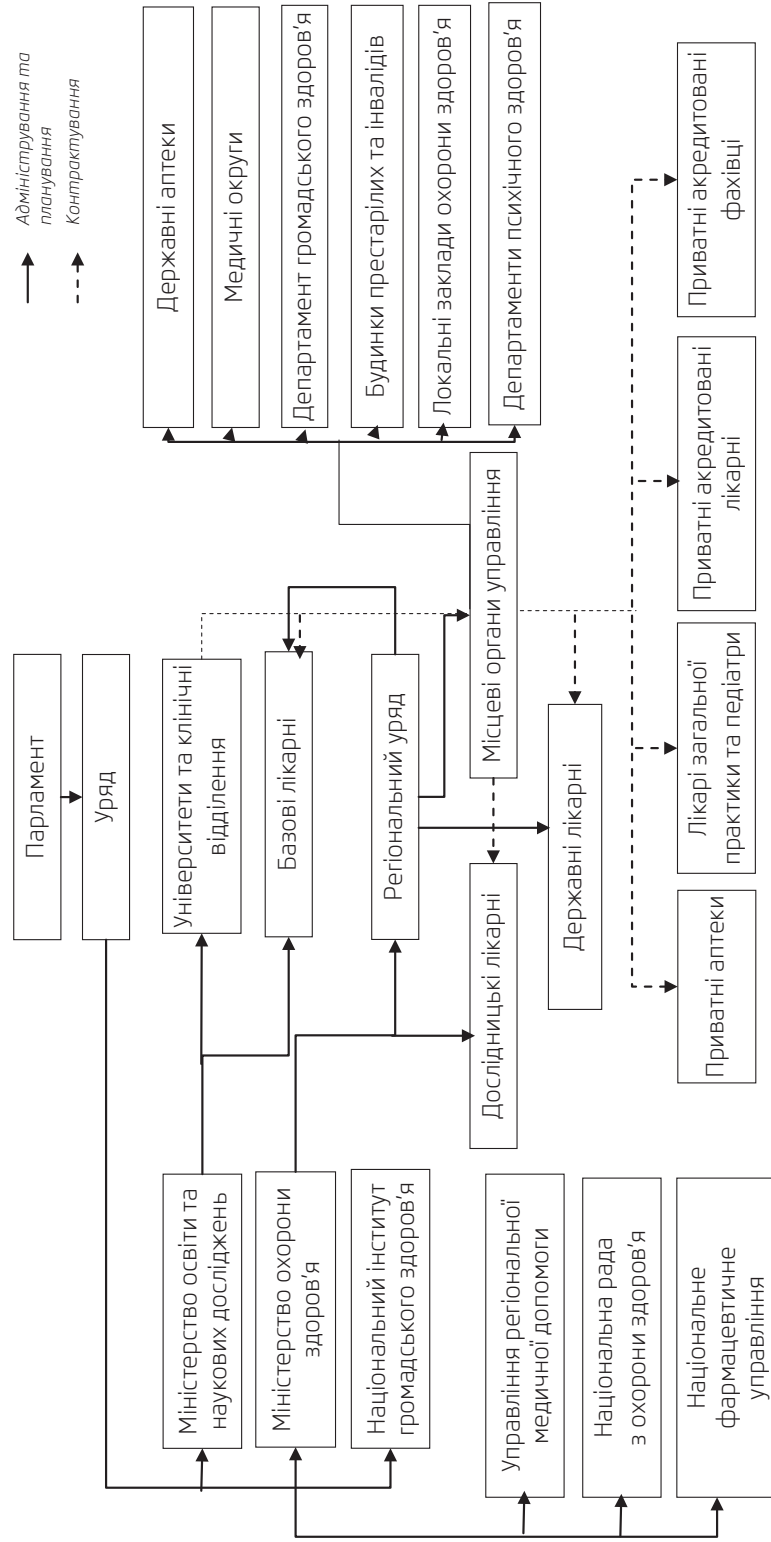 Адміністрування та
планування
Контрактування
Парламент
Уряд
Міністерство освіти та
наукових досліджень
Міністерство охорони
здоров'я
Національний інститут
громадського здоров'я
Управління регіональної
медичної допомоги
Національна рада
з охорони здоров'я
Національне
фармацевтичне
управління
Університети та клінічні
відділення
Базові лікарні
Регіональний уряд
Дослідницькі лікарні
Державні лікарні
Місцеві органи управління
Державні аптеки
Медичні округи
Департамент громадського здоров'я
Будинки престарілих та інвалідів
Локальні заклади охорони здоров'я
Департаменти психічного здоров'я
Приватні аптеки
Лікарі загальної
практики та педіатри
Приватні акредитовані
лікарні
Приватні акредитовані
фахівці